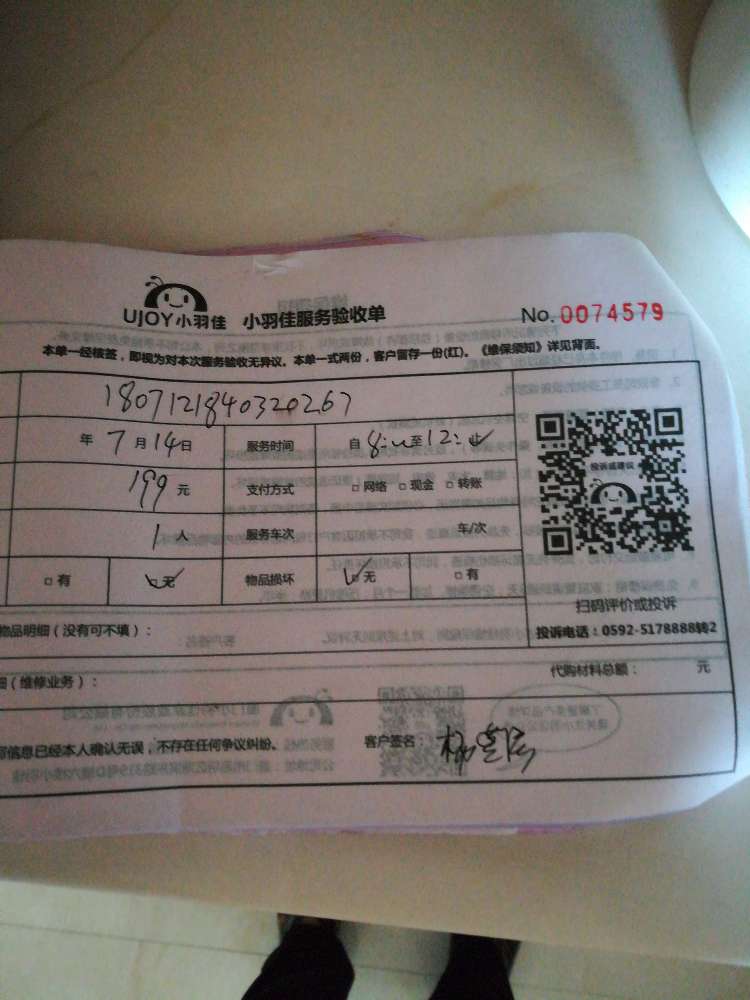 UJOY小羽佳 小羽佳服务验收单 No.0074579
本单一经核签，即视为对本次服务验收无异议。本单一式两份，客户留存一份(红)。《维保须知》详见背面。
1807121840320267
年 7 月 14 日 服务时间 自 8: 至 12:
199 元 支付方式 □网络 □现金 □转账
1 人 服务车次 车/次
□有 □无 物品损坏 □无 □有
投诉或建议
扫码评价或投诉
物品明细（没有可不填）： 投诉电话：0592-5178888转2
细（维修业务）： 代购材料总额： 元
写信息已经本人确认无误，不存在任何争议纠纷。 客户签名：